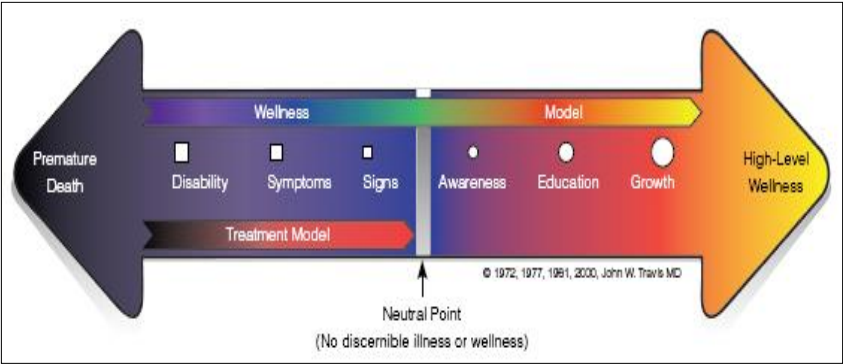 Wellness Model
Premature
Death
Disability Symptoms Signs Awareness Education Growth
High-Level
Wellness
Treatment Model
© 1972, 1977, 1981, 2000, John W. Travis MD
Neutral Point
(No discernible illness or wellness)